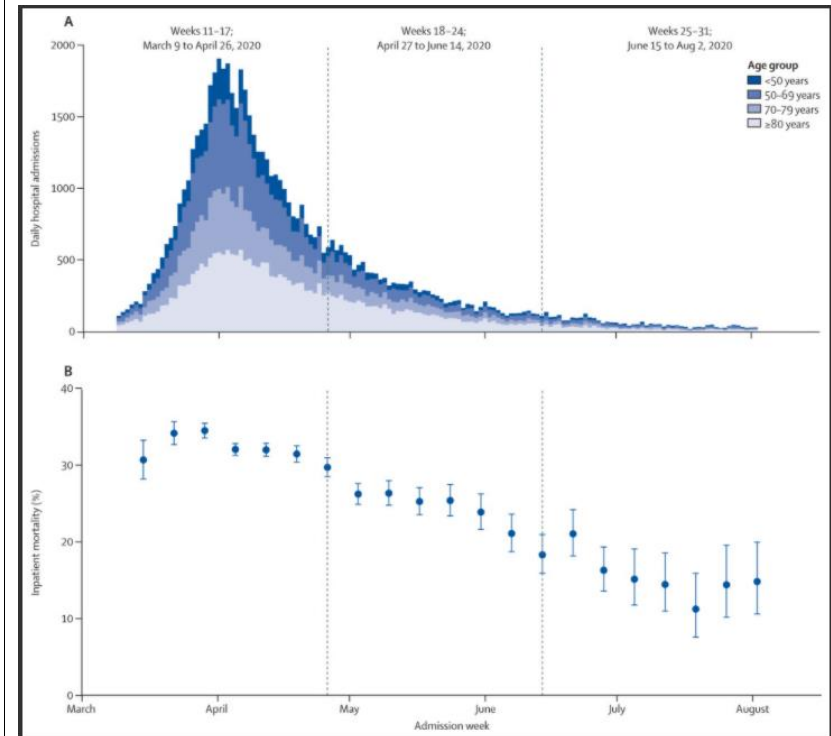 A
Weeks 11–17;
March 9 to April 26, 2020
Weeks 18–24;
April 27 to June 14, 2020
Weeks 25–31;
June 15 to Aug 2, 2020
Age group
<50 years
50–69 years
70–79 years
≥80 years
Daily hospital admissions
2000
1500
1000
500
0
B
Inpatient mortality (%)
40
30
20
10
0
March
April
May
June
July
August
Admission week